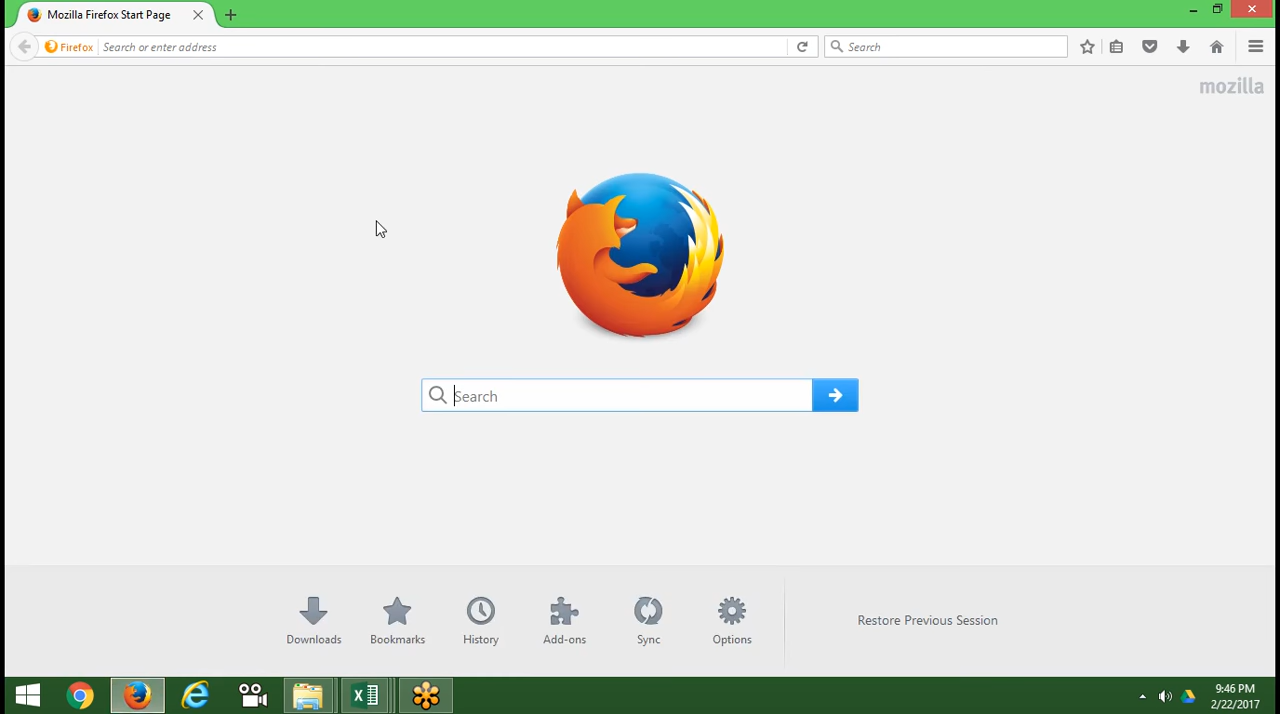 Mozilla Firefox Start Page
Firefox Search or enter address
Search
mozilla
Search
Downloads
Bookmarks
History
Add-ons
Sync
Options
Restore Previous Session
9:46 PM
2/22/2017